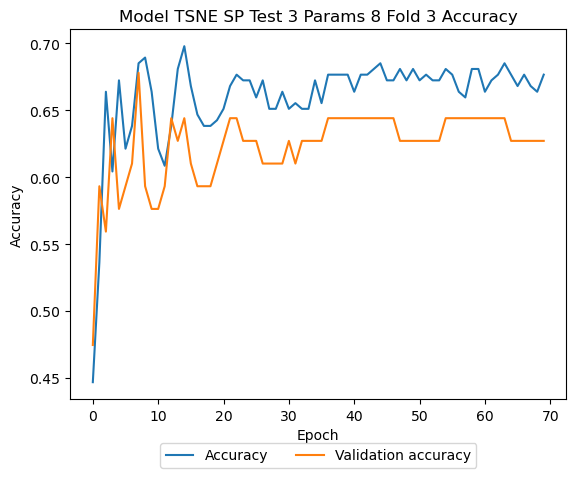 Model TSNE SP Test 3 Params 8 Fold 3 Accuracy
0.70
0.65
0.60
0.55
0.50
0.45
Accuracy
0 10 20 30 40 50 60 70
Epoch
Accuracy Validation accuracy